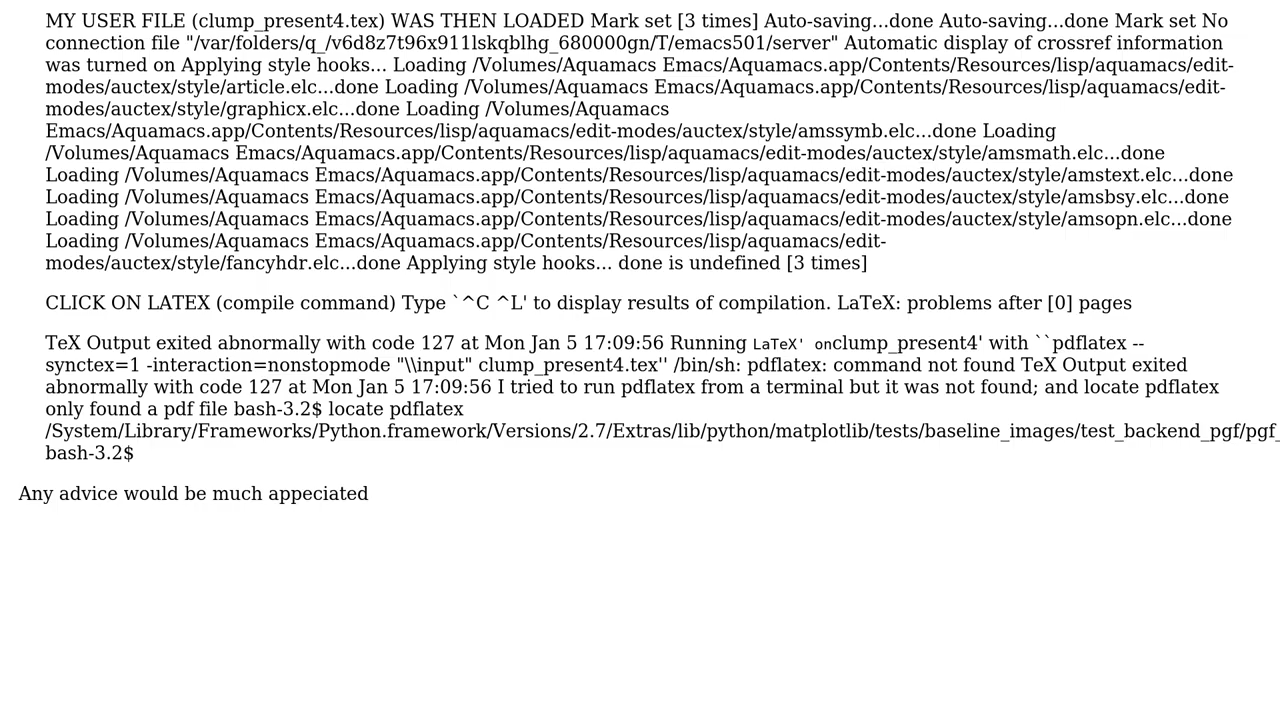 MY USER FILE (clump_present4.tex) WAS THEN LOADED Mark set [3 times] Auto-saving...done Auto-saving...done Mark set No
connection file "/var/folders/q_/v6d8z7t96x911lskqblhg_680000gn/T/emacs501/server" Automatic display of crossref information
was turned on Applying style hooks... Loading /Volumes/Aquamacs Emacs/Aquamacs.app/Contents/Resources/lisp/aquamacs/edit-
modes/auctex/style/article.elc...done Loading /Volumes/Aquamacs Emacs/Aquamacs.app/Contents/Resources/lisp/aquamacs/edit-
modes/auctex/style/graphicx.elc...done Loading /Volumes/Aquamacs
Emacs/Aquamacs.app/Contents/Resources/lisp/aquamacs/edit-modes/auctex/style/amssymb.elc...done Loading
/Volumes/Aquamacs Emacs/Aquamacs.app/Contents/Resources/lisp/aquamacs/edit-modes/auctex/style/amsmath.elc...done
Loading /Volumes/Aquamacs Emacs/Aquamacs.app/Contents/Resources/lisp/aquamacs/edit-modes/auctex/style/amstext.elc...done
Loading /Volumes/Aquamacs Emacs/Aquamacs.app/Contents/Resources/lisp/aquamacs/edit-modes/auctex/style/amsbsy.elc...done
Loading /Volumes/Aquamacs Emacs/Aquamacs.app/Contents/Resources/lisp/aquamacs/edit-modes/auctex/style/amsopn.elc...done
Loading /Volumes/Aquamacs Emacs/Aquamacs.app/Contents/Resources/lisp/aquamacs/edit-
modes/auctex/style/fancyhdr.elc...done Applying style hooks... done is undefined [3 times]
CLICK ON LATEX (compile command) Type `^C ^L' to display results of compilation. LaTeX: problems after [0] pages
TeX Output exited abnormally with code 127 at Mon Jan 5 17:09:56 Running LaTeX' onclump_present4' with ``pdflatex --
synctex=1 -interaction=nonstopmode "\\input" clump_present4.tex'' /bin/sh: pdflatex: command not found TeX Output exited
abnormally with code 127 at Mon Jan 5 17:09:56 I tried to run pdflatex from a terminal but it was not found; and locate pdflatex
only found a pdf file bash-3.2$ locate pdflatex
/System/Library/Frameworks/Python.framework/Versions/2.7/Extras/lib/python/matplotlib/tests/baseline_images/test_backend_pgf/pgf_
bash-3.2$
Any advice would be much appeciated